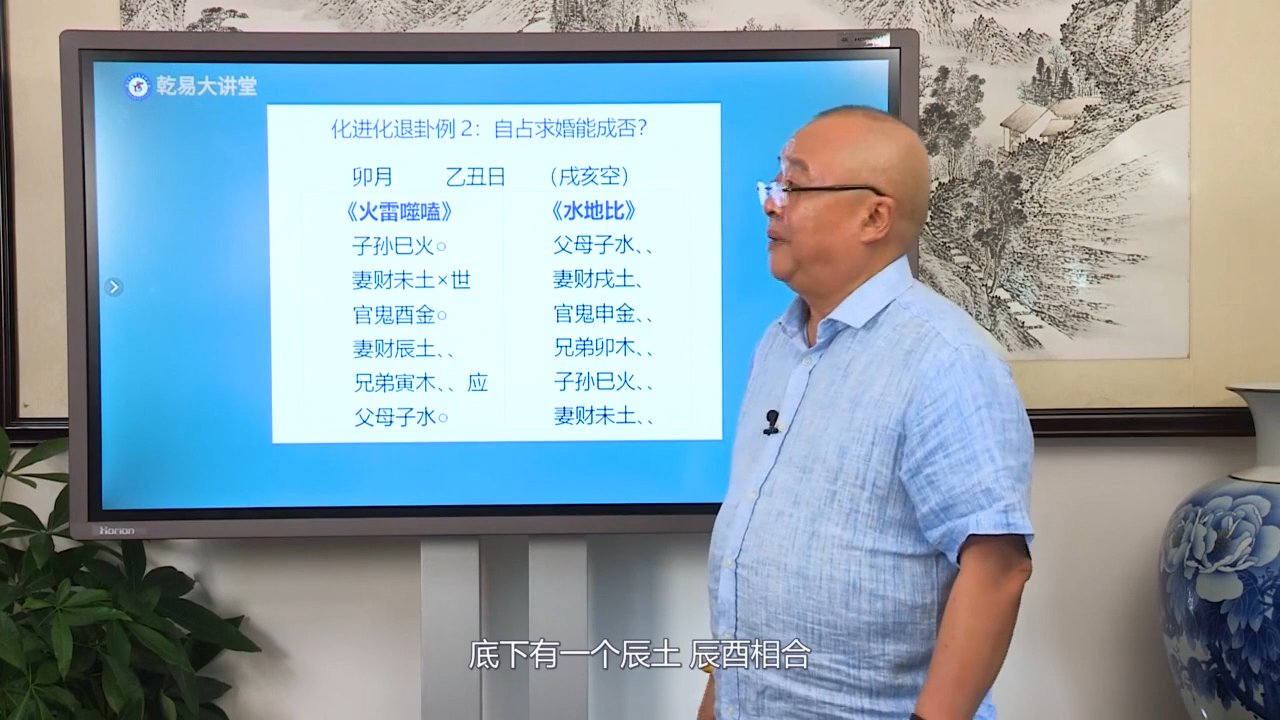 乾易大讲堂
化进化退卦例2：自占求婚能成否？
卯月 乙丑日 （戌亥空）
《火雷噬嗑》 《水地比》
子孙巳火○ 父母子水、、
妻财未土×世 妻财戌土、
官鬼酉金○ 官鬼申金、、
妻财辰土、、 兄弟卯木、、
兄弟寅木、、应 子孙巳火、、
父母子水○ 妻财未土、、
Horion
底下有一个辰土 辰酉相合